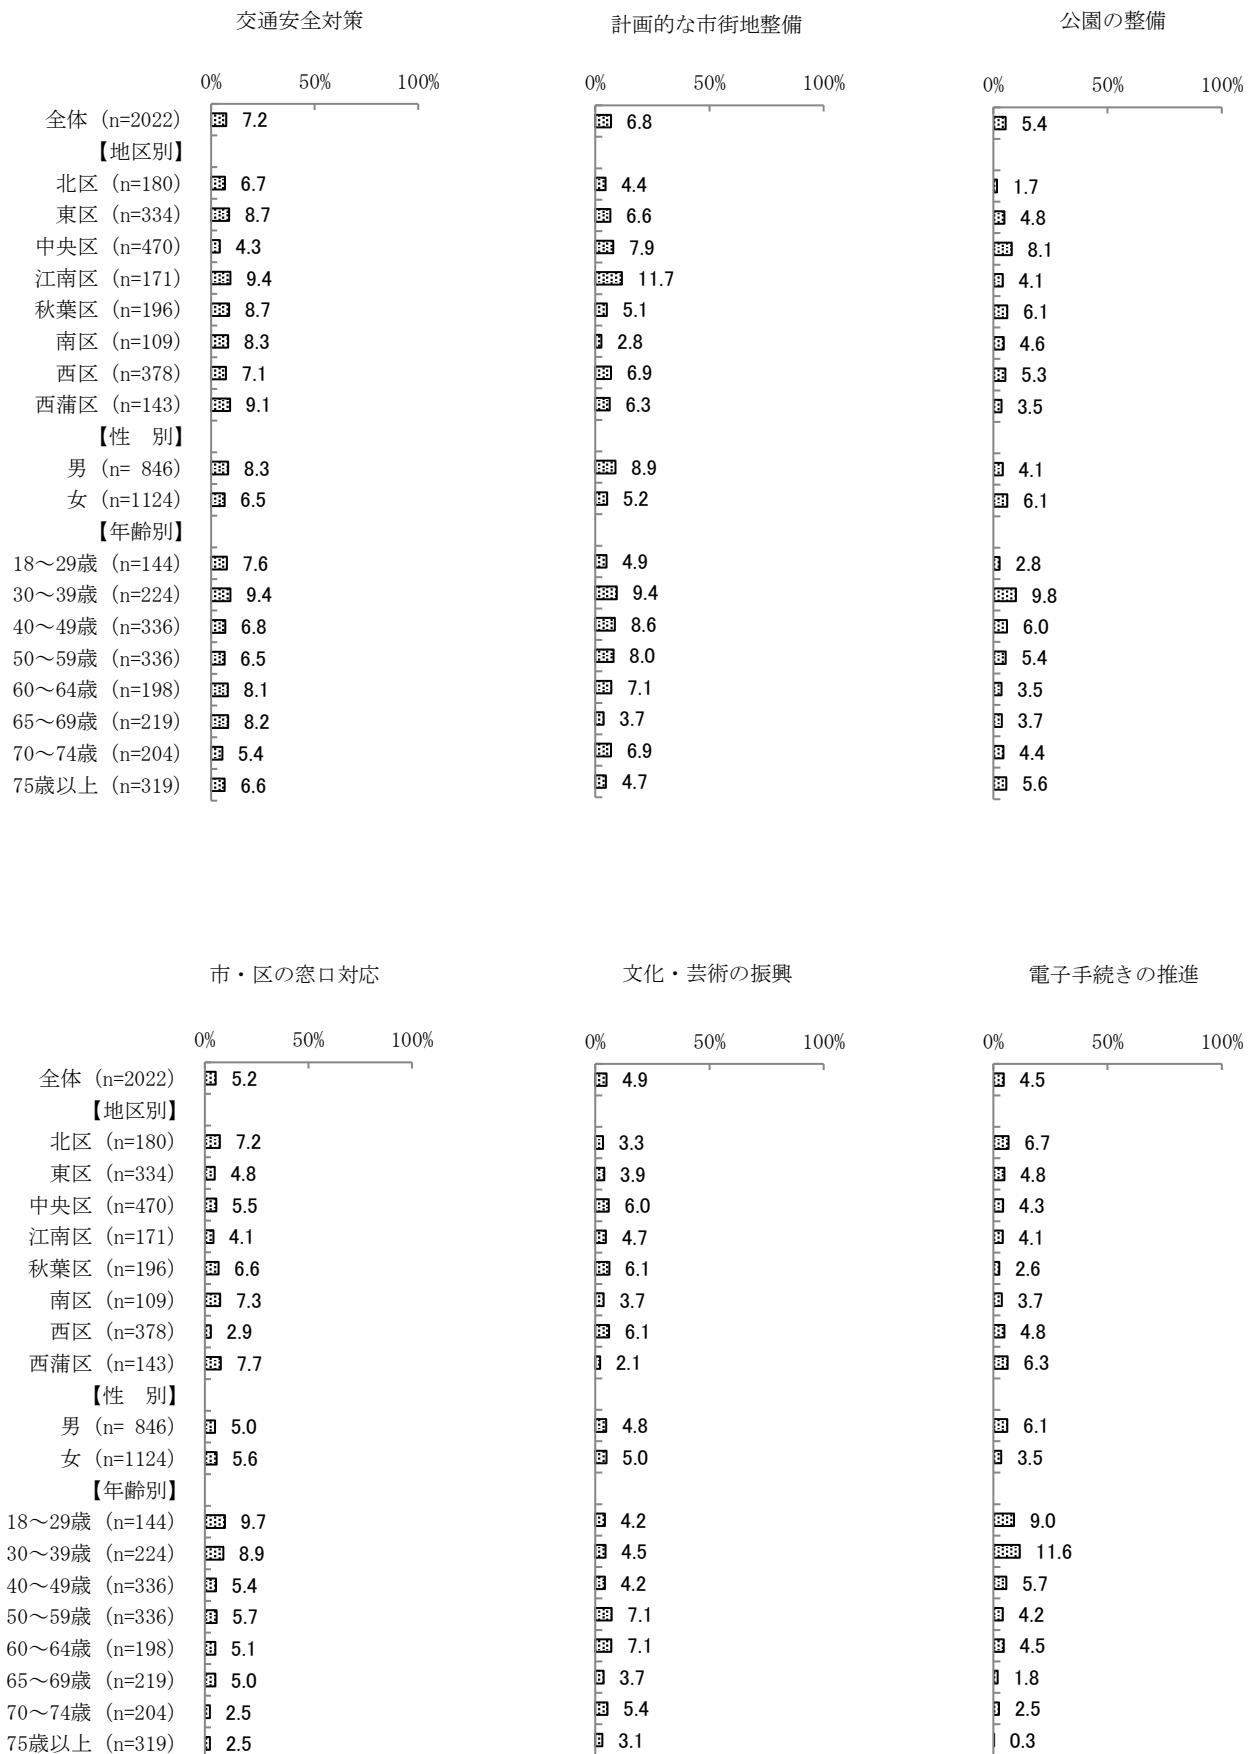 交通安全対策 計画的な市街地整備 公園の整備
0% 50% 100% 0% 50% 100% 0% 50% 100%
全体 (n=2022) 7.2 6.8 5.4
【地区別】
北区 (n=180) 6.7 4.4 1.7
東区 (n=334) 8.7 6.6 4.8
中央区 (n=470) 4.3 7.9 8.1
江南区 (n=171) 9.4 11.7 4.1
秋葉区 (n=196) 8.7 5.1 6.1
南区 (n=109) 8.3 2.8 4.6
西区 (n=378) 7.1 6.9 5.3
西蒲区 (n=143) 9.1 6.3 3.5
【性　別】
男 (n= 846) 8.3 8.9 4.1
女 (n=1124) 6.5 5.2 6.1
【年齢別】
18～29歳 (n=144) 7.6 4.9 2.8
30～39歳 (n=224) 9.4 9.4 9.8
40～49歳 (n=336) 6.8 8.6 6.0
50～59歳 (n=336) 6.5 8.0 5.4
60～64歳 (n=198) 8.1 7.1 3.5
65～69歳 (n=219) 8.2 3.7 3.7
70～74歳 (n=204) 5.4 6.9 4.4
75歳以上 (n=319) 6.6 4.7 5.6
市・区の窓口対応 文化・芸術の振興 電子手続きの推進
0% 50% 100% 0% 50% 100% 0% 50% 100%
全体 (n=2022) 5.2 4.9 4.5
【地区別】
北区 (n=180) 7.2 3.3 6.7
東区 (n=334) 4.8 3.9 4.8
中央区 (n=470) 5.5 6.0 4.3
江南区 (n=171) 4.1 4.7 4.1
秋葉区 (n=196) 6.6 6.1 2.6
南区 (n=109) 7.3 3.7 3.7
西区 (n=378) 2.9 6.1 4.8
西蒲区 (n=143) 7.7 2.1 6.3
【性　別】
男 (n= 846) 5.0 4.8 6.1
女 (n=1124) 5.6 5.0 3.5
【年齢別】
18～29歳 (n=144) 9.7 4.2 9.0
30～39歳 (n=224) 8.9 4.5 11.6
40～49歳 (n=336) 5.4 4.2 5.7
50～59歳 (n=336) 5.7 7.1 4.2
60～64歳 (n=198) 5.1 7.1 4.5
65～69歳 (n=219) 5.0 3.7 1.8
70～74歳 (n=204) 2.5 5.4 2.5
75歳以上 (n=319) 2.5 3.1 0.3